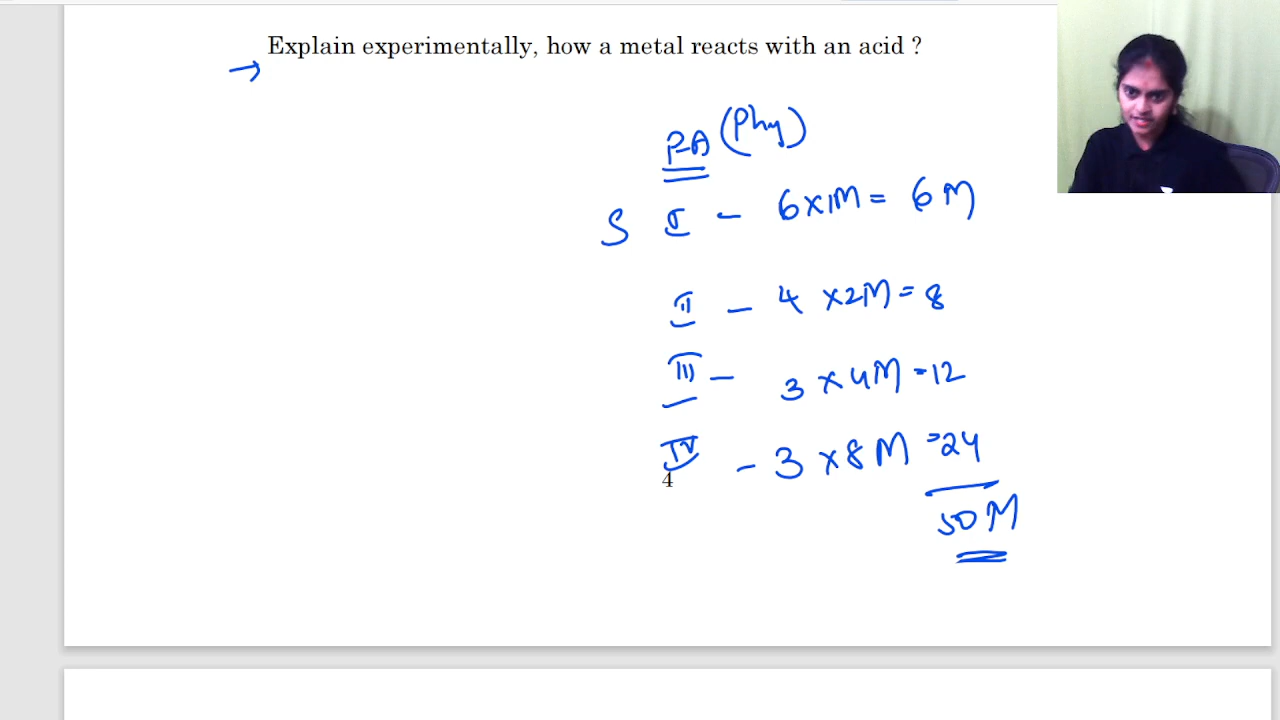 Explain experimentally, how a metal reacts with an acid ?
PA (Phy)
S I - 6×1M = 6M
II - 4 ×2M = 8
III - 3 ×4M = 12
IV - 3 ×8M = 24
4
50M